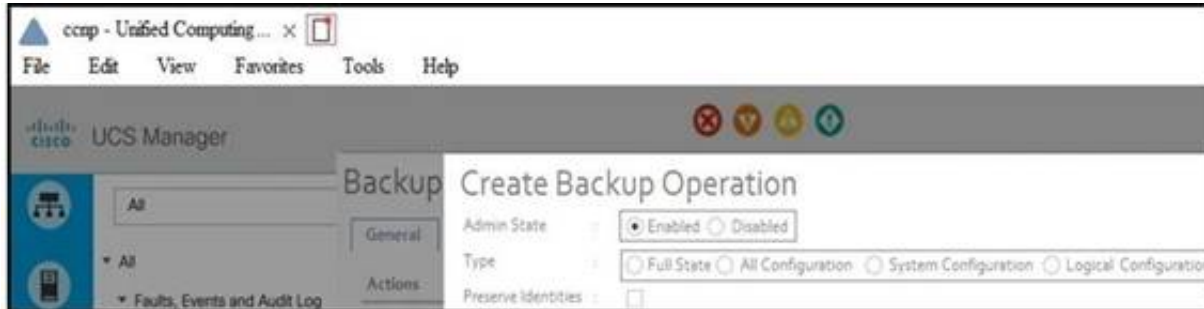 ccnp - Unified Computing... ×
File Edit View Favorites Tools Help
cisco UCS Manager
Backup
Create Backup Operation
All
General
Admin State : Enabled Disabled
Type : Full State All Configuration System Configuration Logical Configuratio
All
Actions
Preserve Identities :
Faults, Events and Audit Log